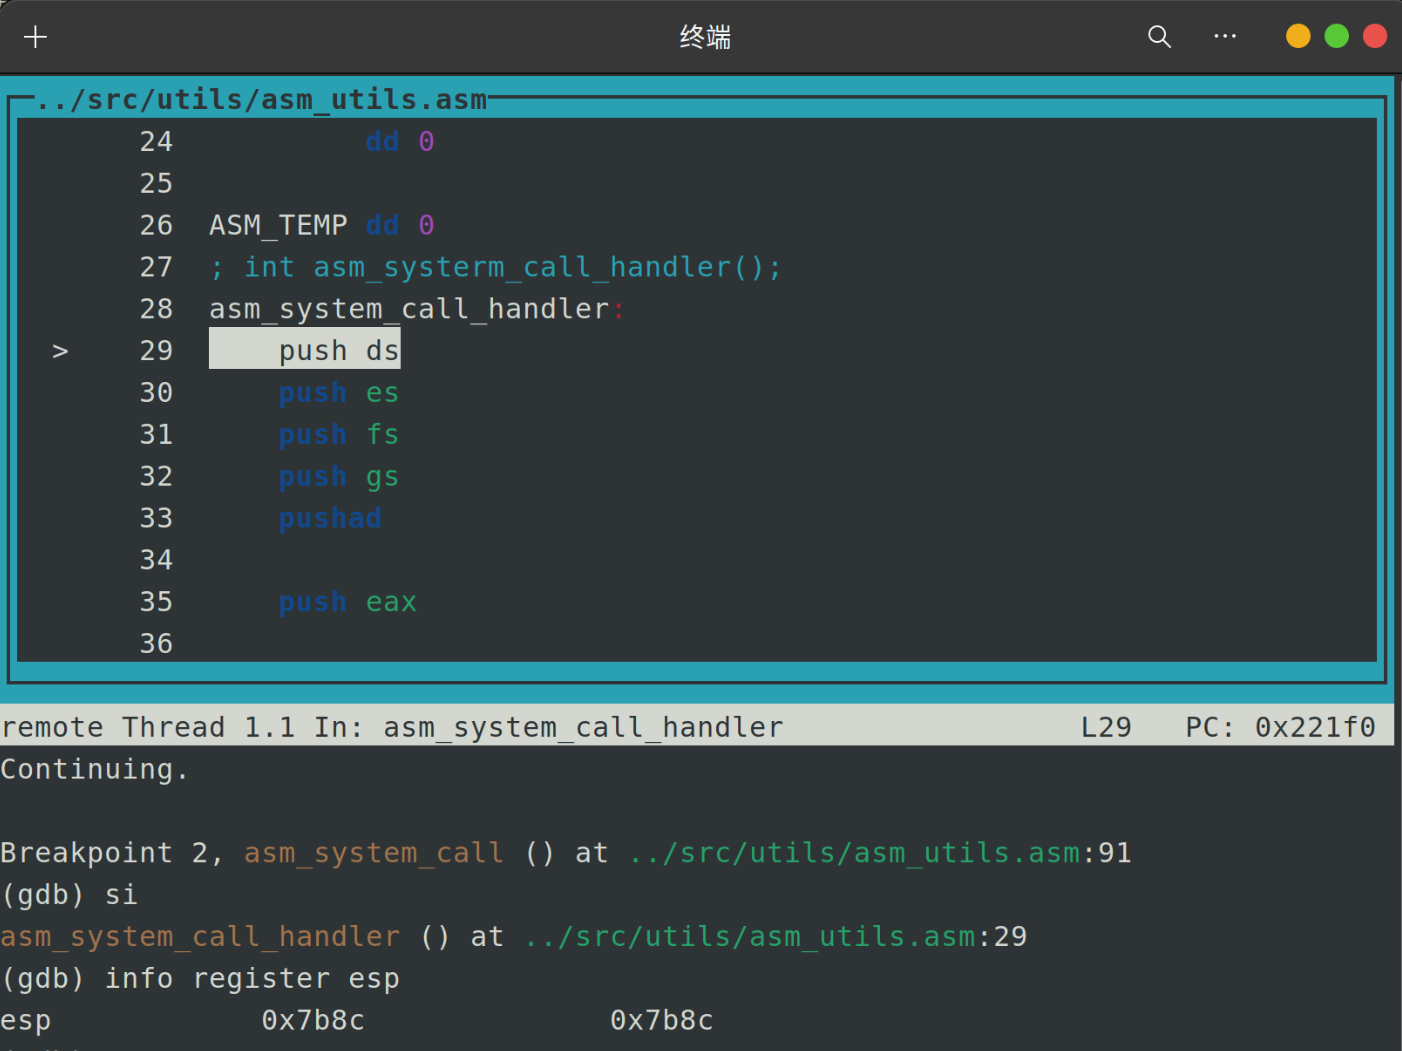 终端
../src/utils/asm_utils.asm
24 dd 0
25
26 ASM_TEMP dd 0
27 ; int asm_systerm_call_handler();
28 asm_system_call_handler:
> 29 push ds
30 push es
31 push fs
32 push gs
33 pushad
34
35 push eax
36
remote Thread 1.1 In: asm_system_call_handler L29 PC: 0x221f0
Continuing.
Breakpoint 2, asm_system_call () at ../src/utils/asm_utils.asm:91
(gdb) si
asm_system_call_handler () at ../src/utils/asm_utils.asm:29
(gdb) info register esp
esp 0x7b8c 0x7b8c